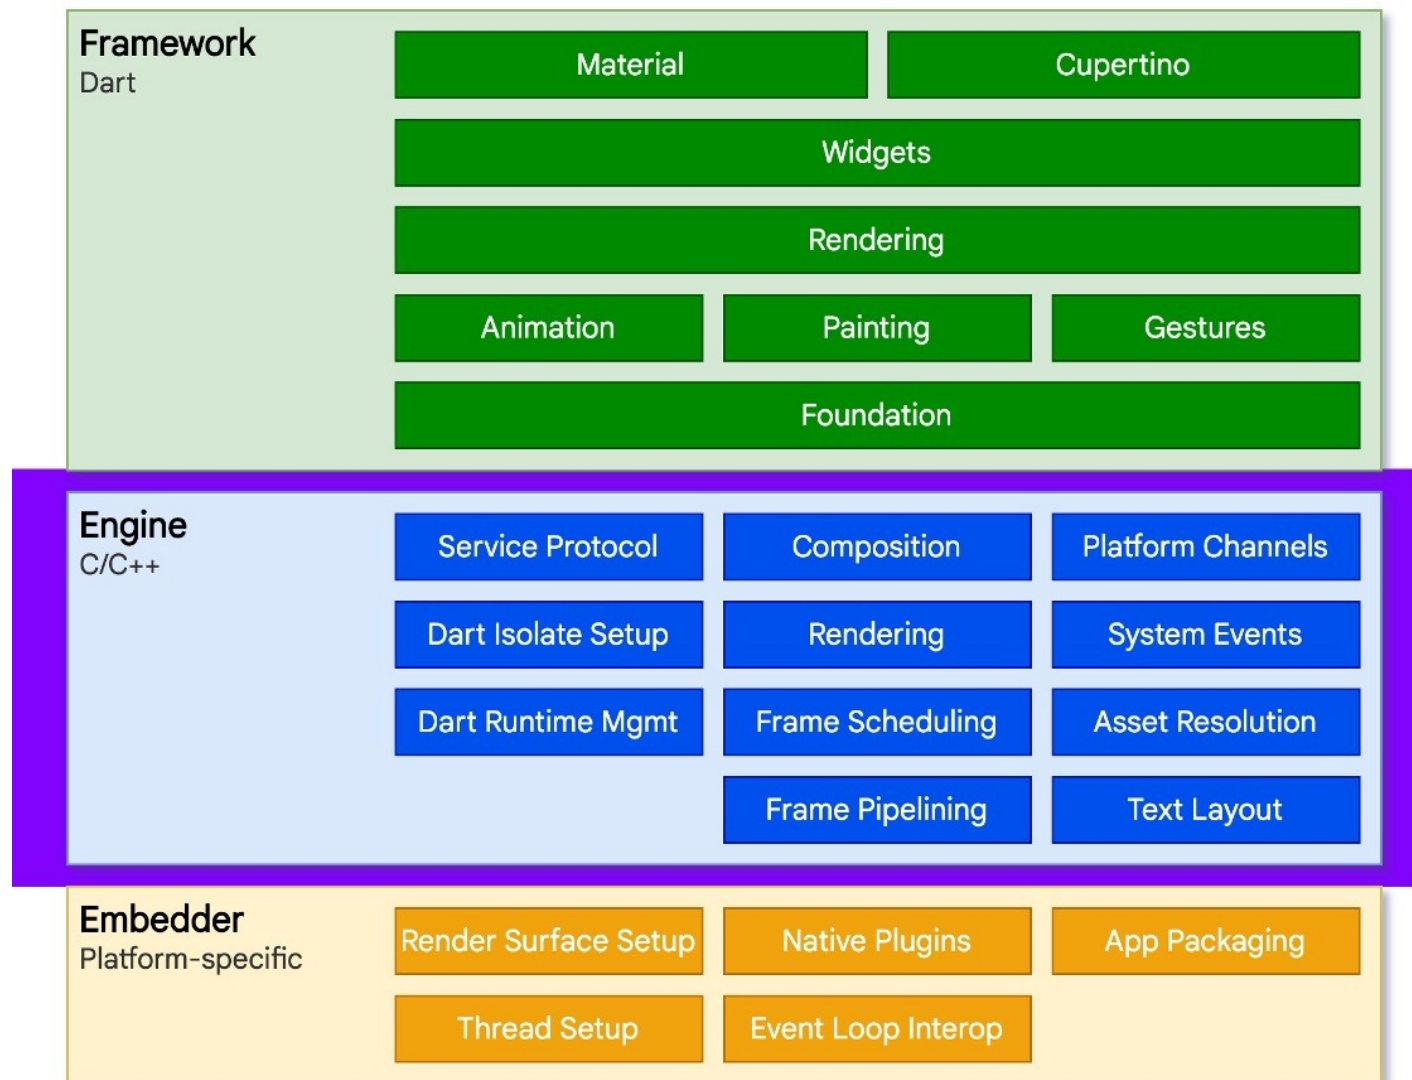 Framework
Dart
Material
Cupertino
Widgets
Rendering
Animation
Painting
Gestures
Foundation
Engine
C/C++
Service Protocol
Composition
Platform Channels
Dart Isolate Setup
Rendering
System Events
Dart Runtime Mgmt
Frame Scheduling
Asset Resolution
Frame Pipelining
Text Layout
Embedder
Platform-specific
Render Surface Setup
Native Plugins
App Packaging
Thread Setup
Event Loop Interop